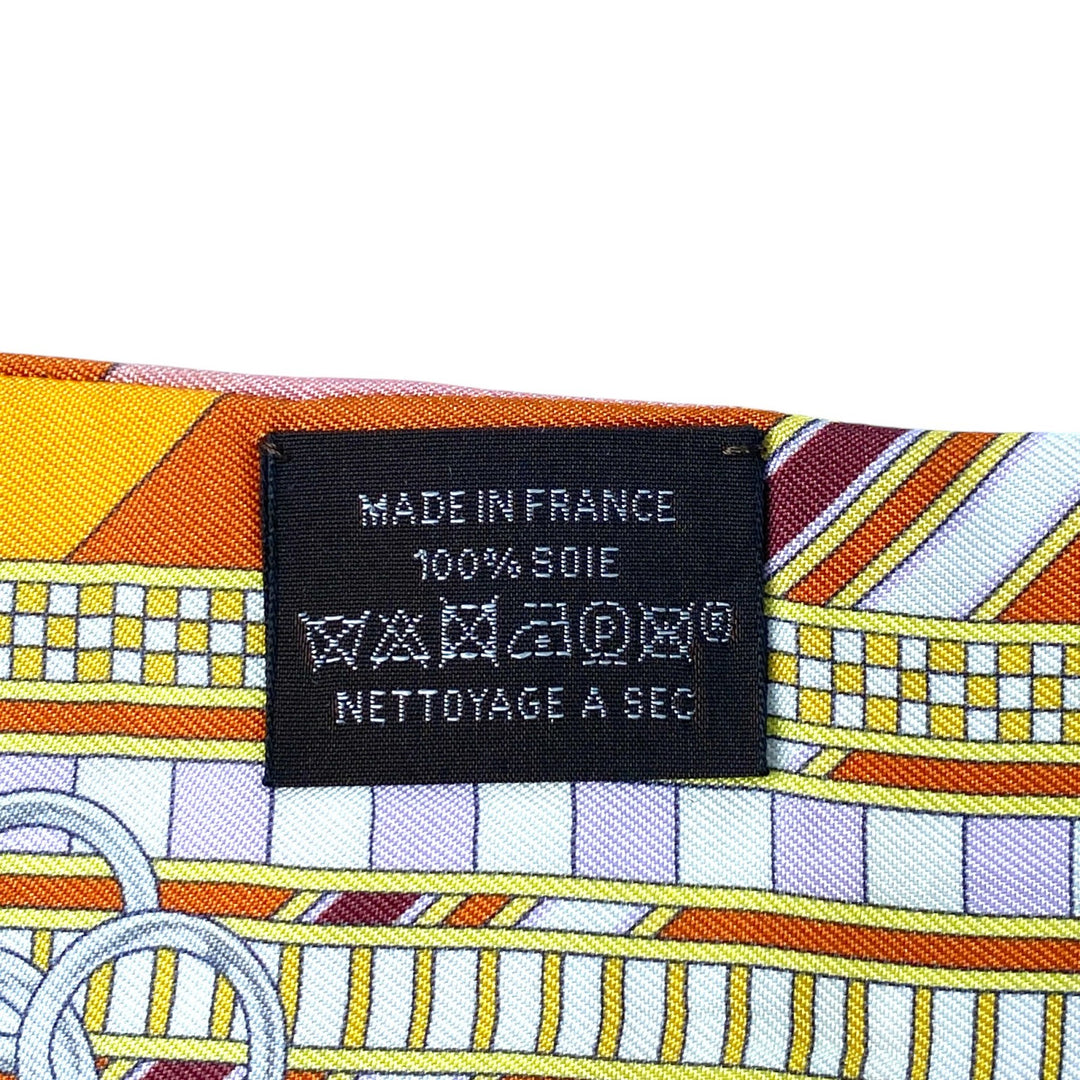 MADE IN FRANCE
100% SOIE
P ®
NETTOYAGE A SEC